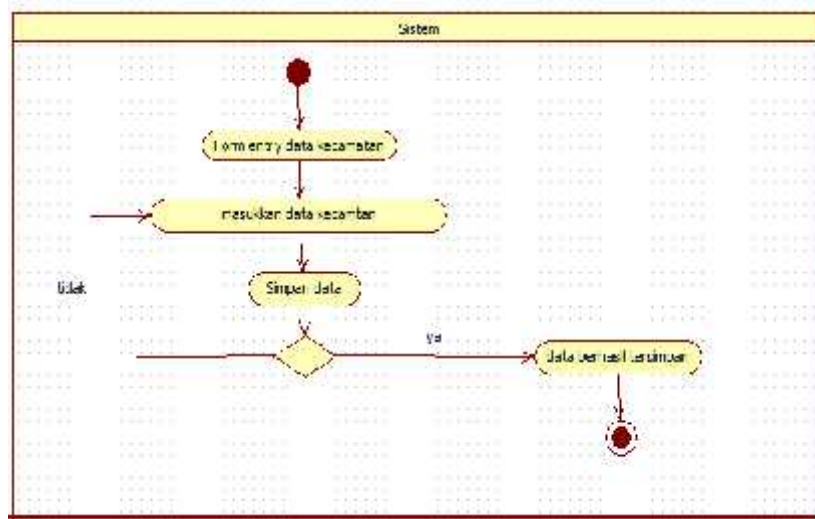 Sistem
Form entry data kecamatan
masukkan data kecamtan
Simpan data
tidak
ya
data berhasil tersimpan